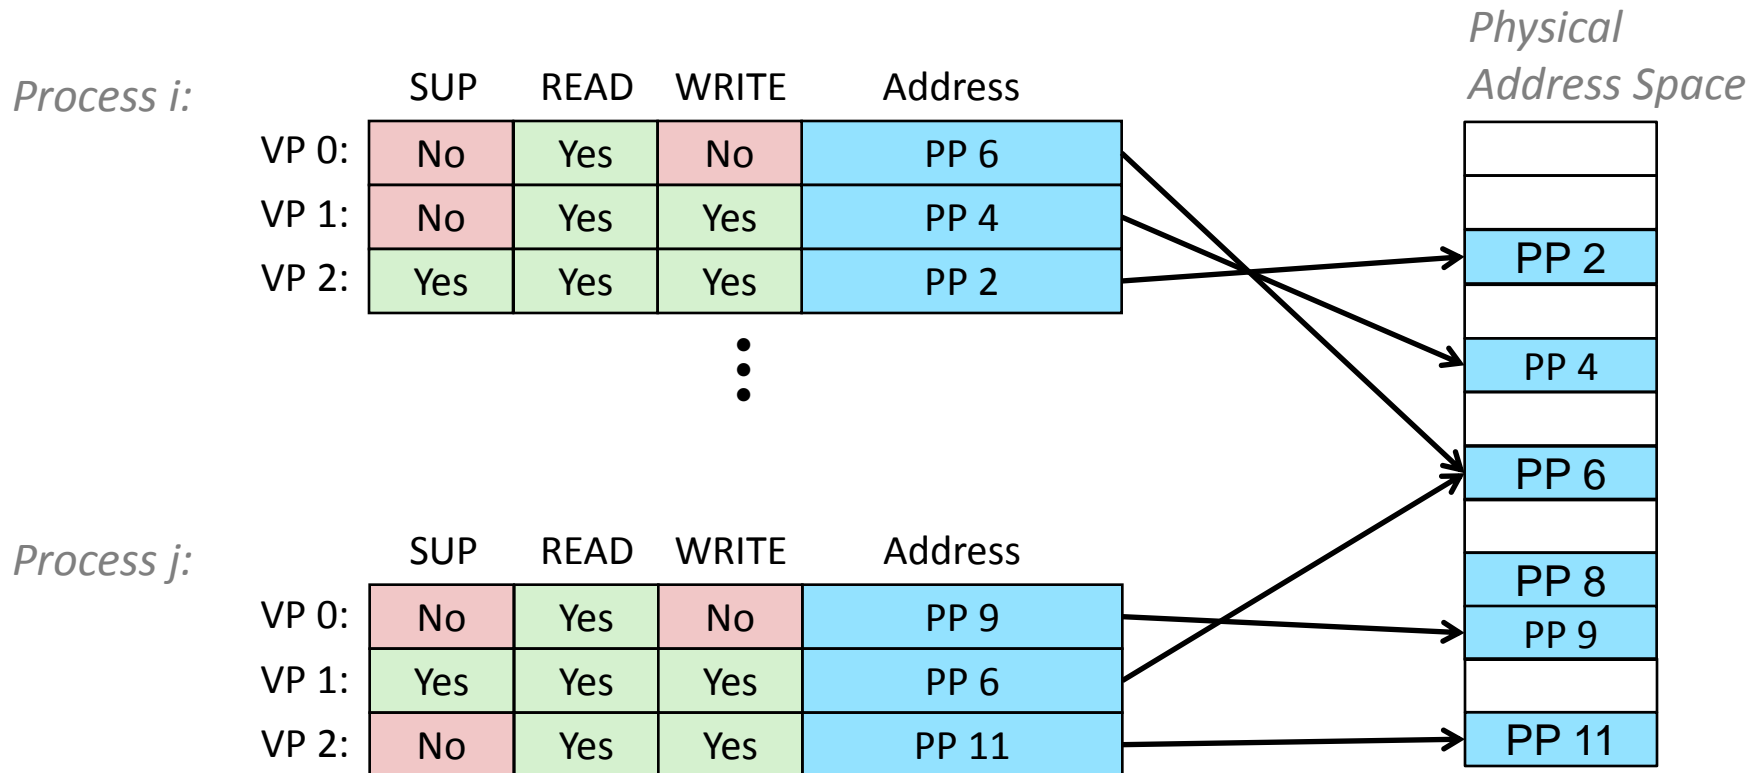 Physical
Address Space
Process i:
SUP READ WRITE Address
VP 0: No Yes No PP 6
VP 1: No Yes Yes PP 4
VP 2: Yes Yes Yes PP 2
PP 2
PP 4
PP 6
PP 8
PP 9
PP 11
Process j:
SUP READ WRITE Address
VP 0: No Yes No PP 9
VP 1: Yes Yes Yes PP 6
VP 2: No Yes Yes PP 11